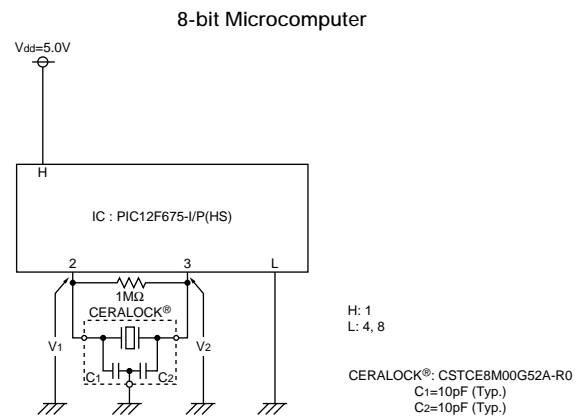 8-bit Microcomputer
Vdd=5.0V
H
IC : PIC12F675-I/P(HS)
2 3 L
1MΩ
CERALOCK®
V1 V2
C1 C2
H: 1
L: 4, 8
CERALOCK®: CSTCE8M00G52A-R0
C1=10pF (Typ.)
C2=10pF (Typ.)